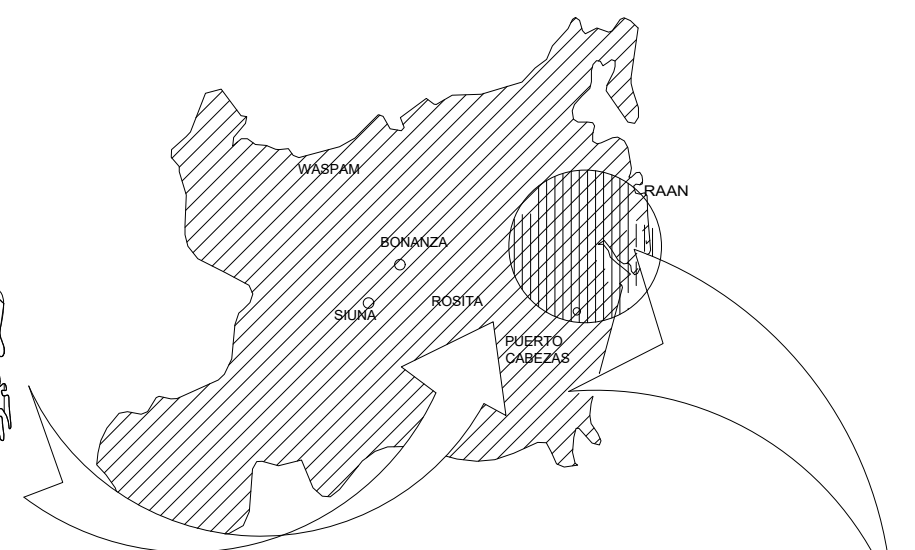 WASPAM
RAAN
BONANZA
ROSITA
SIUNA
PUERTO
CABEZAS